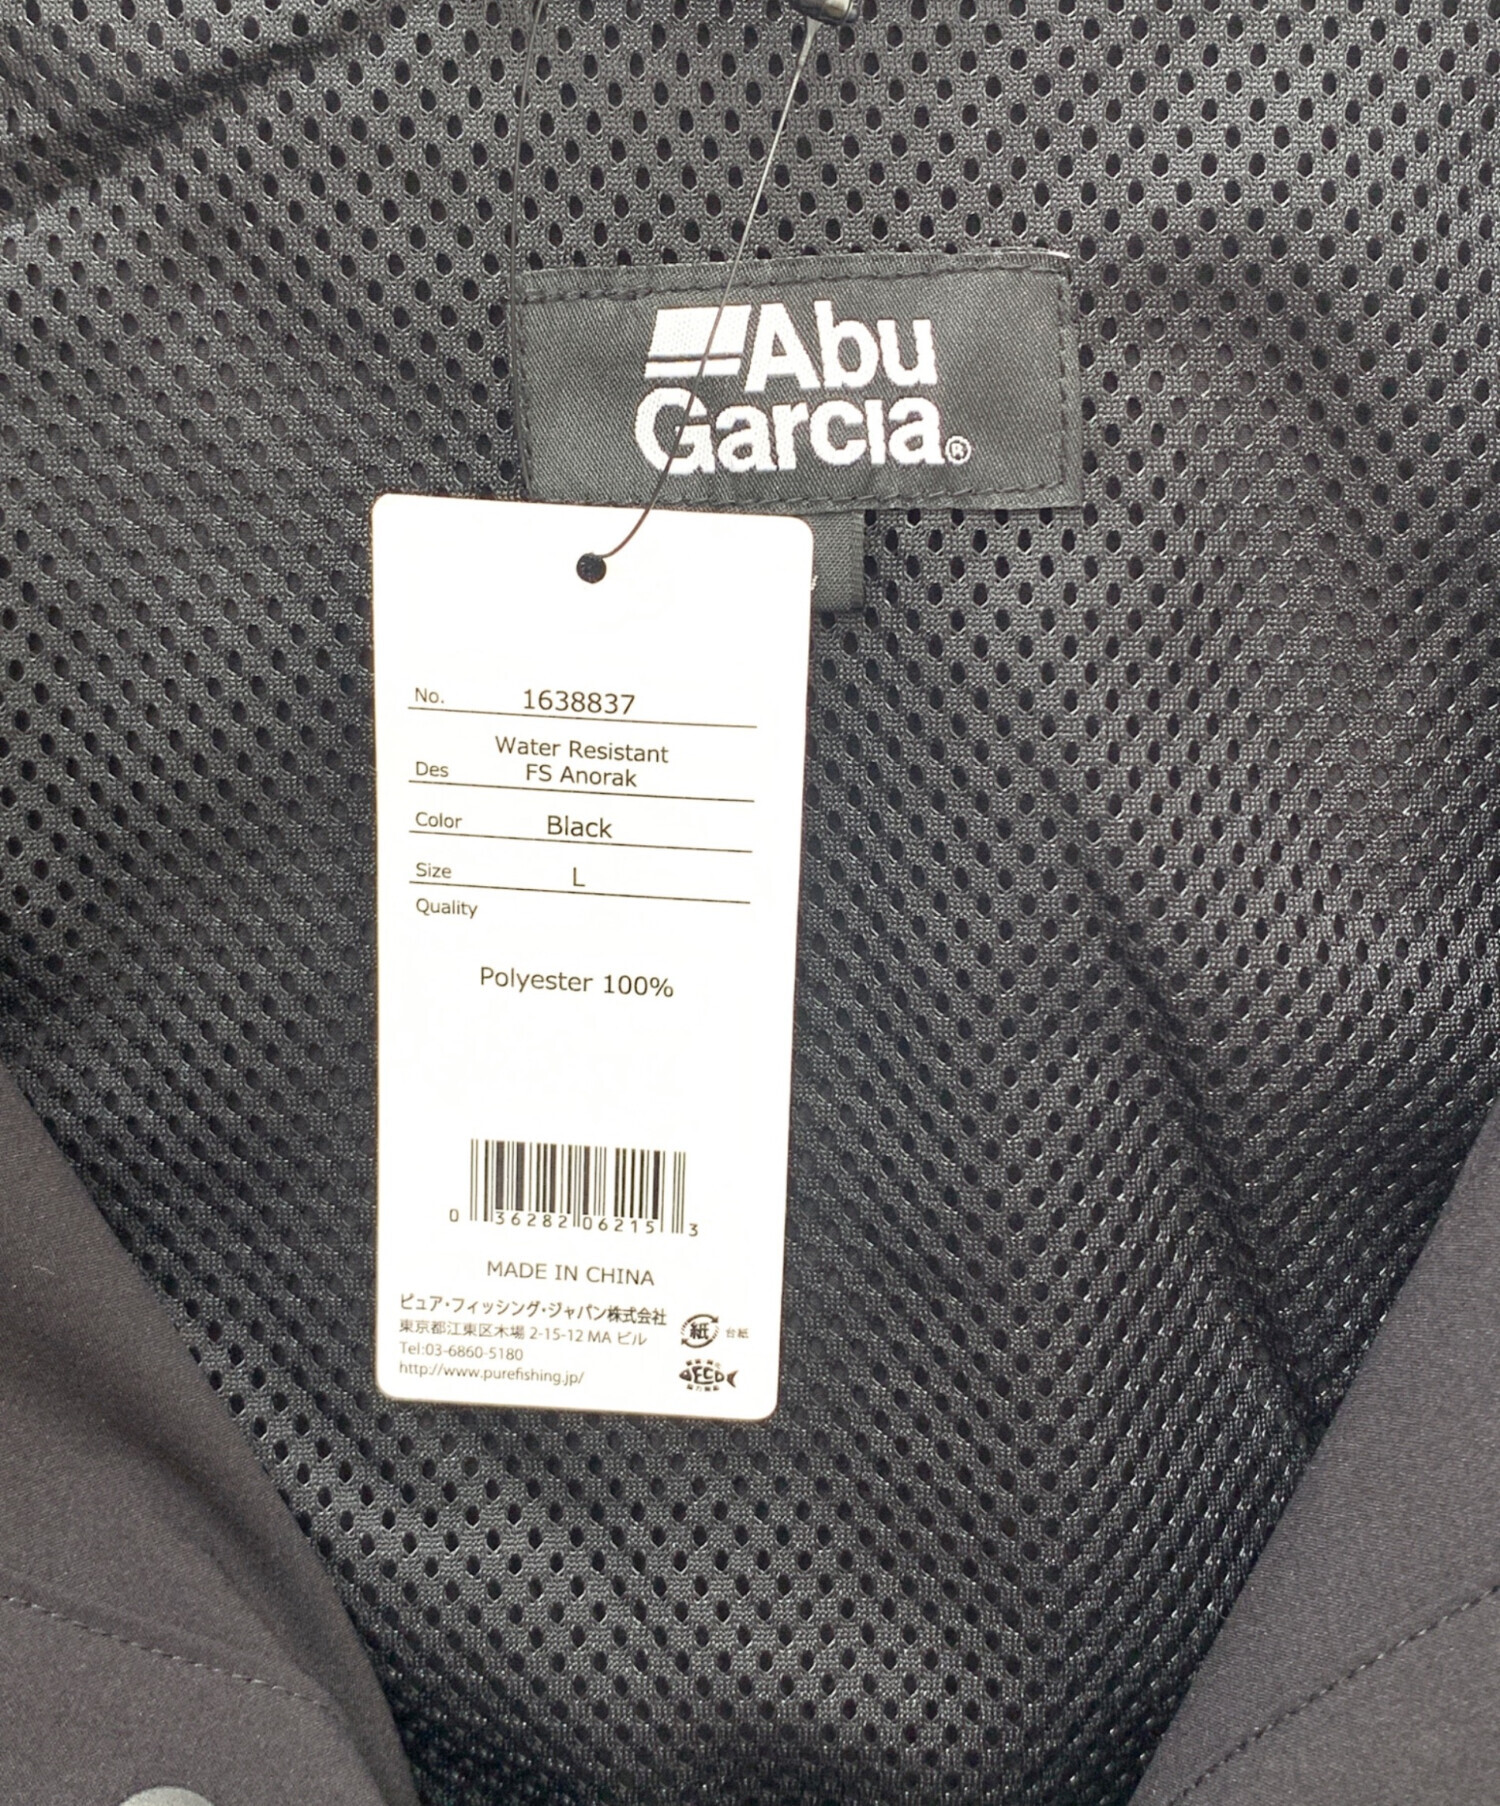 Abu
Garcia®
No. 1638837
Water Resistant
Des FS Anorak
Color Black
Size L
Quality
Polyester 100%
0 36282 06215 3
MADE IN CHINA
ピュア・フィッシング・ジャパン株式会社
東京都江東区木場 2-15-12 MA ビル
Tel:03-6860-5180
http://www.purefishing.jp/
紙 台紙
ECO